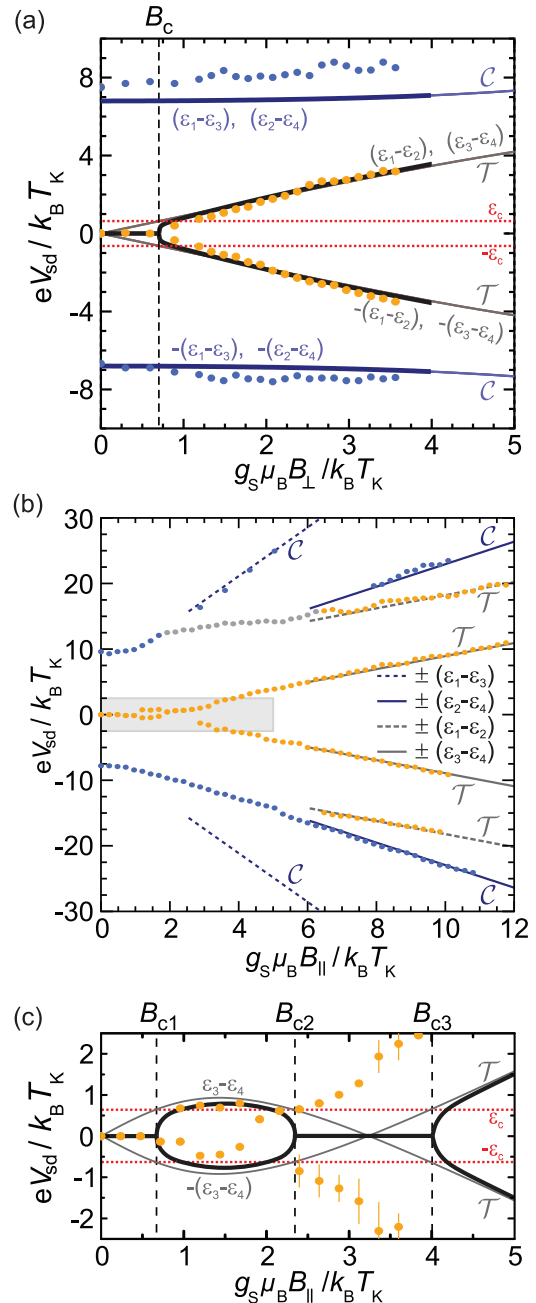 (a)
B_c
8
4
0
-4
-8
eV_sd / k_B T_K
C
(ε₁-ε₃), (ε₂-ε₄)
(ε₁-ε₂), (ε₃-ε₄)
T
ε_c
-ε_c
T
-(ε₁-ε₂), -(ε₃-ε₄)
-(ε₁-ε₃), -(ε₂-ε₄)
C
0 1 2 3 4 5
g_S μ_B B_⊥ / k_B T_K
(b)
30
20
10
0
-10
-20
-30
eV_sd / k_B T_K
C
C
T
T
± (ε₁-ε₃)
± (ε₂-ε₄)
± (ε₁-ε₂)
± (ε₃-ε₄)
T
T
C
C
0 2 4 6 8 10 12
g_S μ_B B_|| / k_B T_K
(c)
B_c1 B_c2 B_c3
2
1
0
-1
-2
eV_sd / k_B T_K
ε₃-ε₄
T
ε_c
-ε_c
-(ε₃-ε₄)
T
0 1 2 3 4 5
g_S μ_B B_|| / k_B T_K